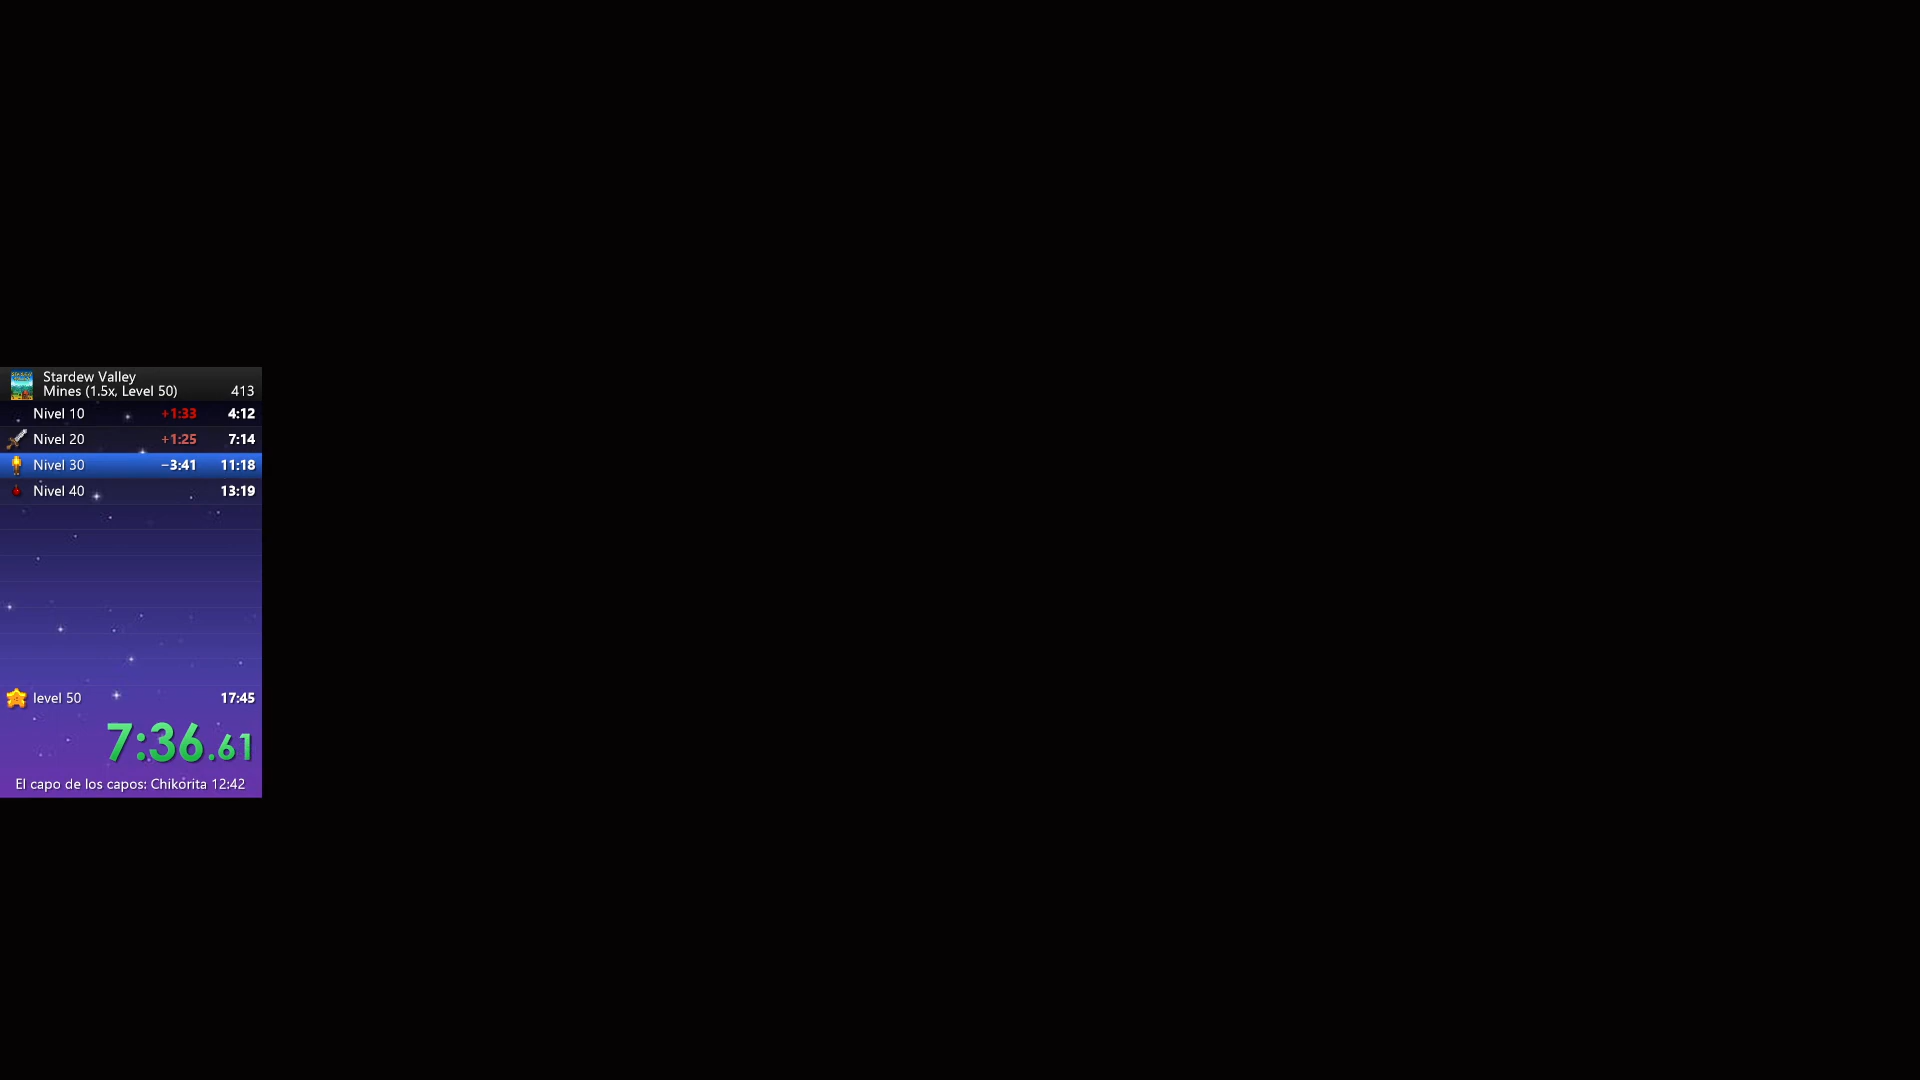 Stardew Valley
Mines (1.5x, Level 50) 413
Nivel 10 +1:33 4:12
Nivel 20 +1:25 7:14
Nivel 30 −3:41 11:18
Nivel 40 13:19
level 50 17:45
7:36.61
El capo de los capos: Chikorita 12:42